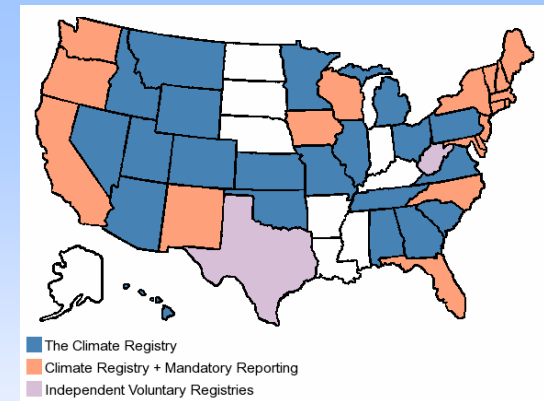 The Climate Registry
Climate Registry + Mandatory Reporting
Independent Voluntary Registries